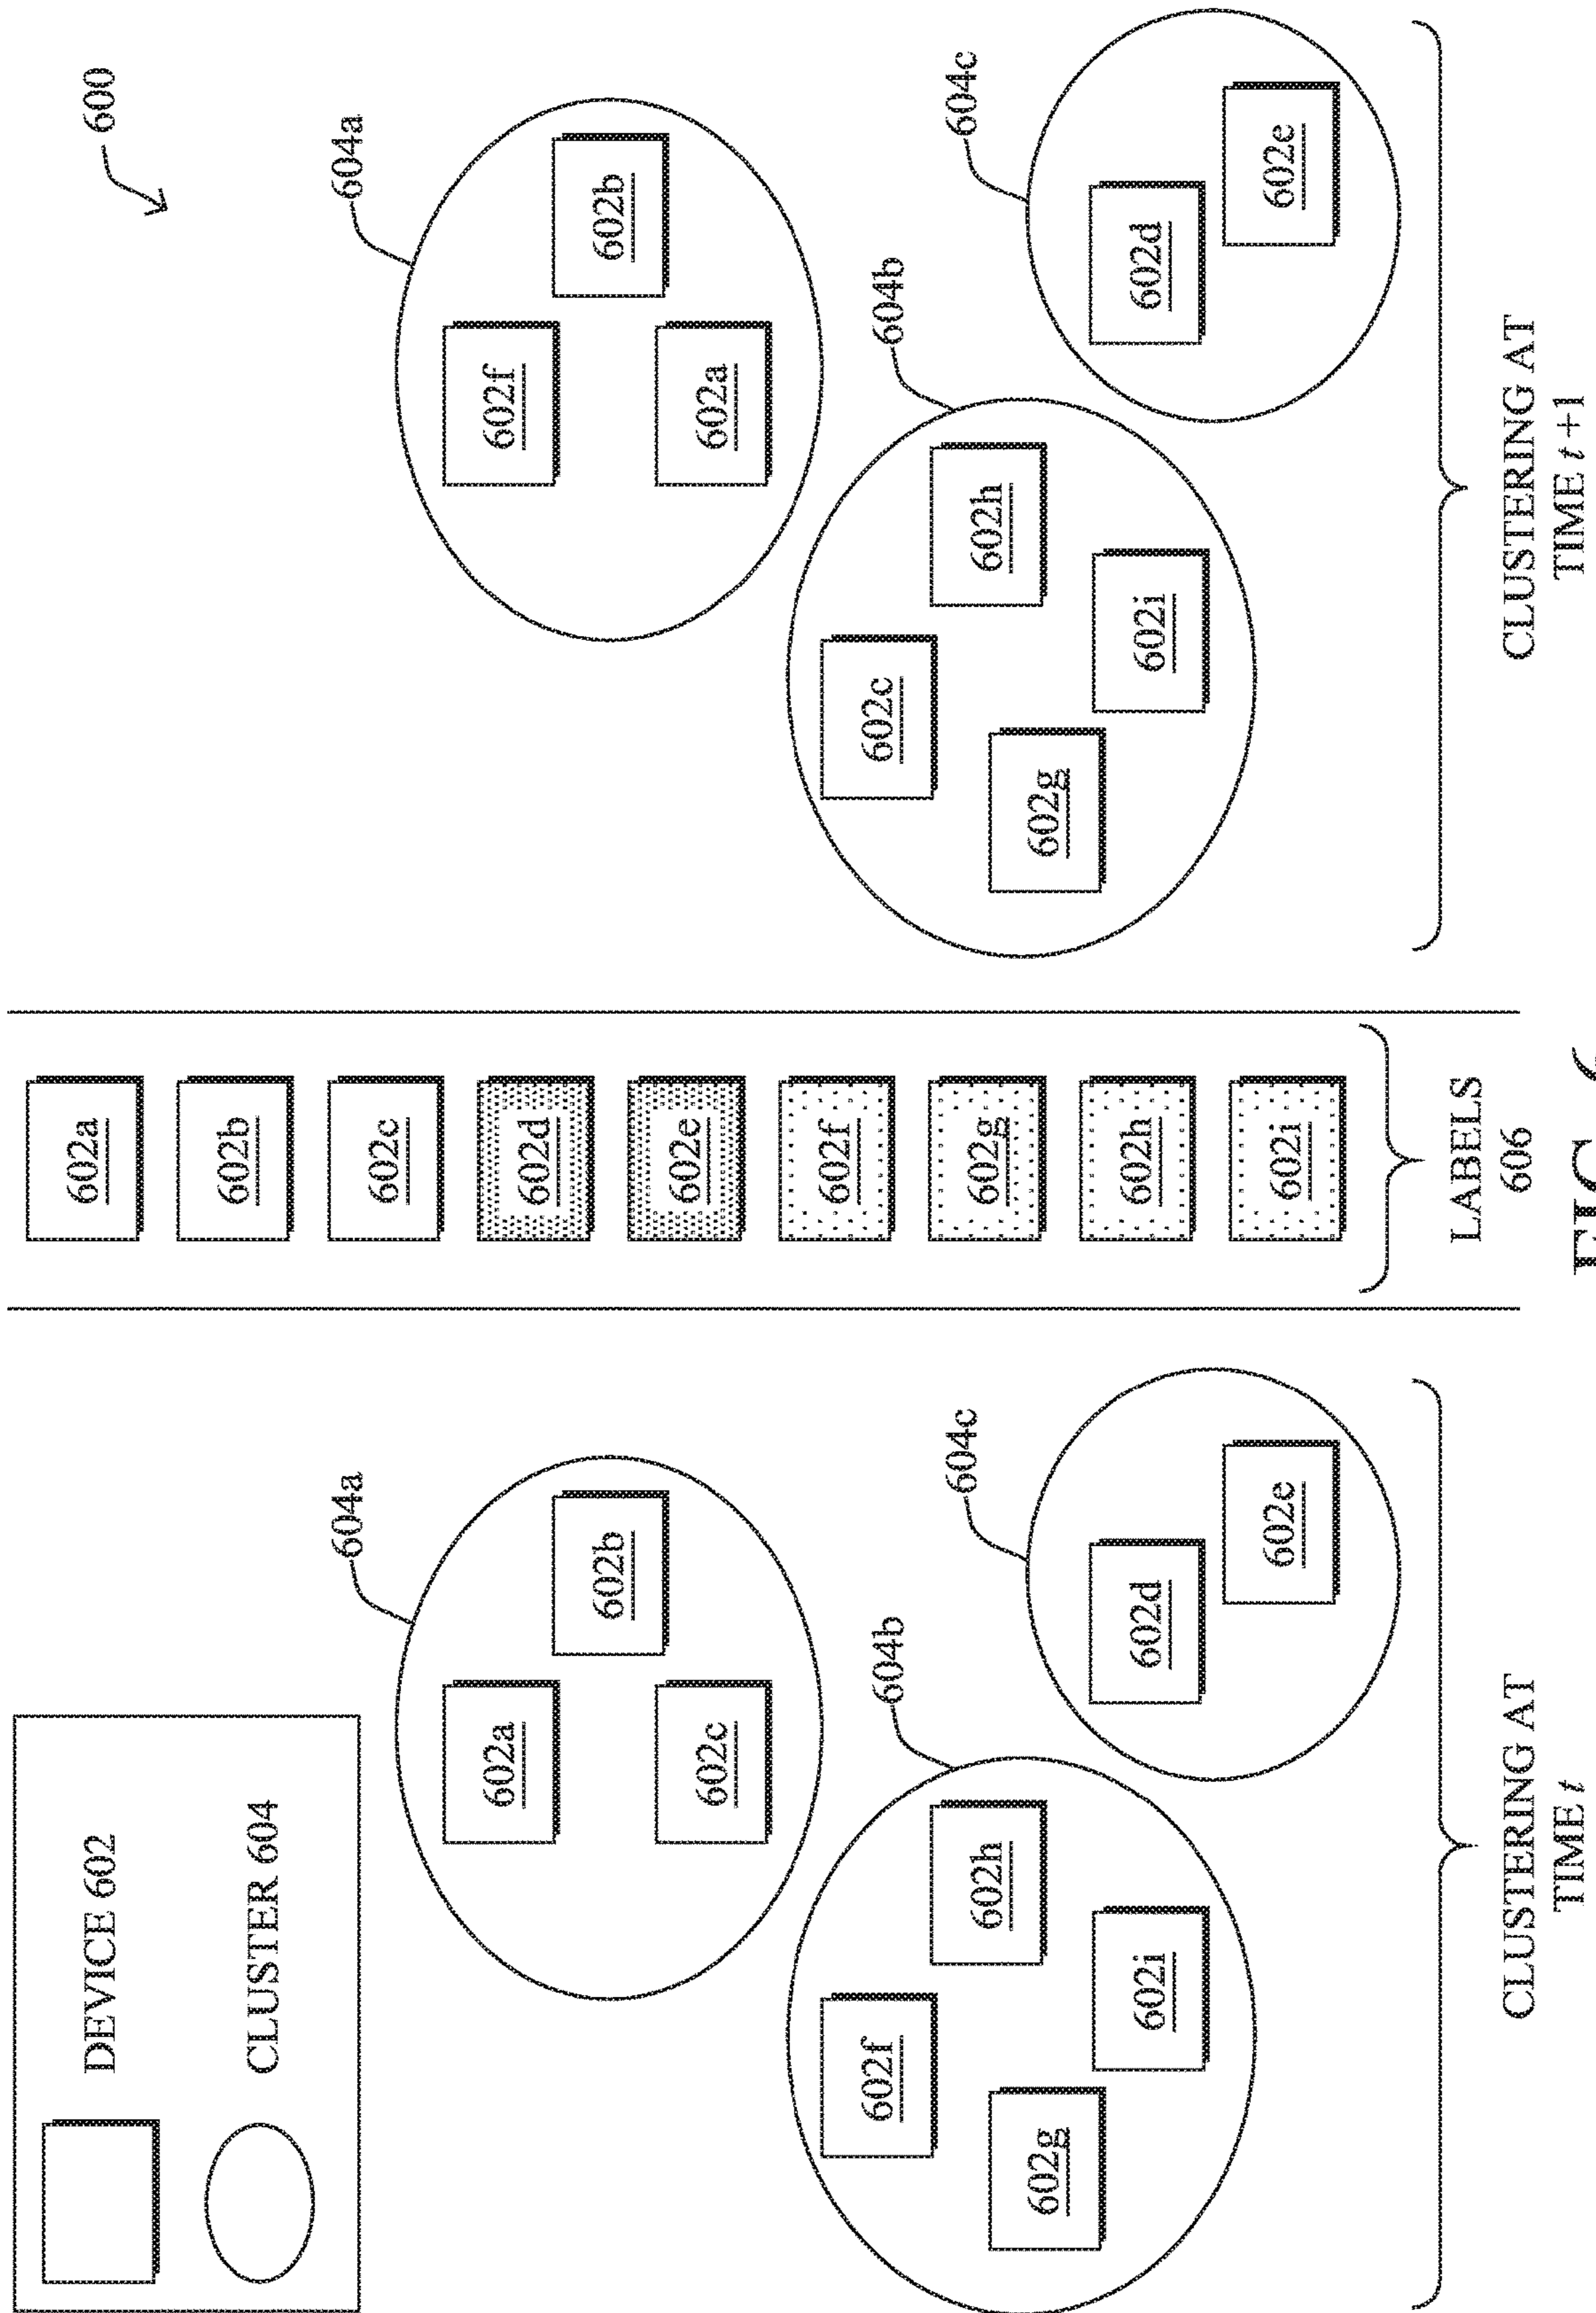 600
DEVICE 602
CLUSTER 604
604a
602a
602b
602c
604b
602f
602h
602g
602i
604c
602d
602e
CLUSTERING AT
TIME t
602a
602b
602c
602d
602e
602f
602g
602h
602i
LABELS
606
604a
602f
602b
602a
604b
602c
602h
602g
602i
604c
602d
602e
CLUSTERING AT
TIME t +1